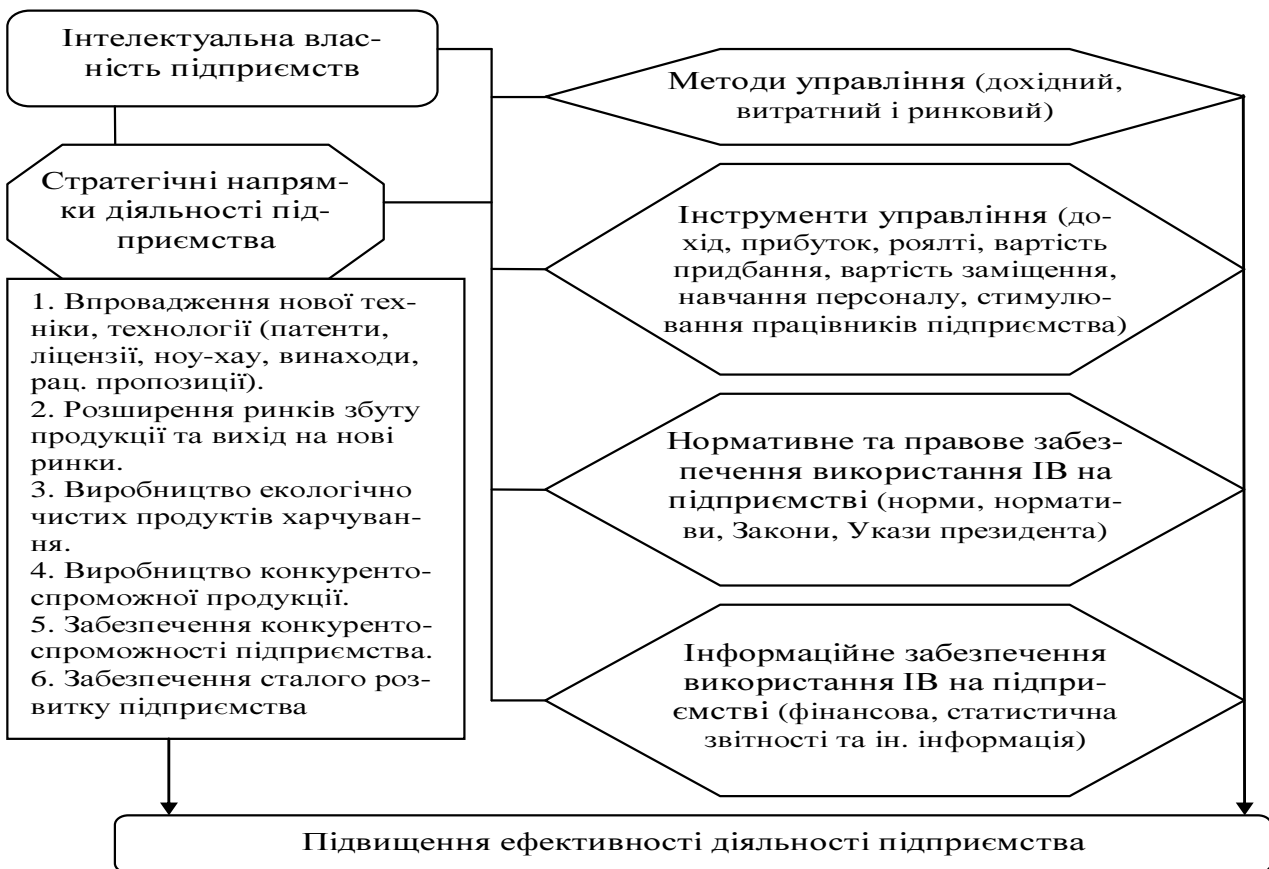 Інтелектуальна влас-
ність підприємств
Стратегічні напрям-
ки діяльності під-
приємства
1. Впровадження нової тех-
ніки, технології (патенти,
ліцензії, ноу-хау, винаходи,
рац. пропозиції).
2. Розширення ринків збуту
продукції та вихід на нові
ринки.
3. Виробництво екологічно
чистих продуктів харчуван-
ня.
4. Виробництво конкуренто-
спроможної продукції.
5. Забезпечення конкуренто-
спроможності підприємства.
6. Забезпечення сталого роз-
витку підприємства
Методи управління (дохідний,
витратний і ринковий)
Інструменти управління (до-
хід, прибуток, роялті, вартість
придбання, вартість заміщення,
навчання персоналу, стимулю-
вання працівників підприємства)
Нормативне та правове забез-
печення використання ІВ на
підприємстві (норми, нормати-
ви, Закони, Укази президента)
Інформаційне забезпечення
використання ІВ на підпри-
ємстві (фінансова, статистична
звітності та ін. інформація)
Підвищення ефективності діяльності підприємства